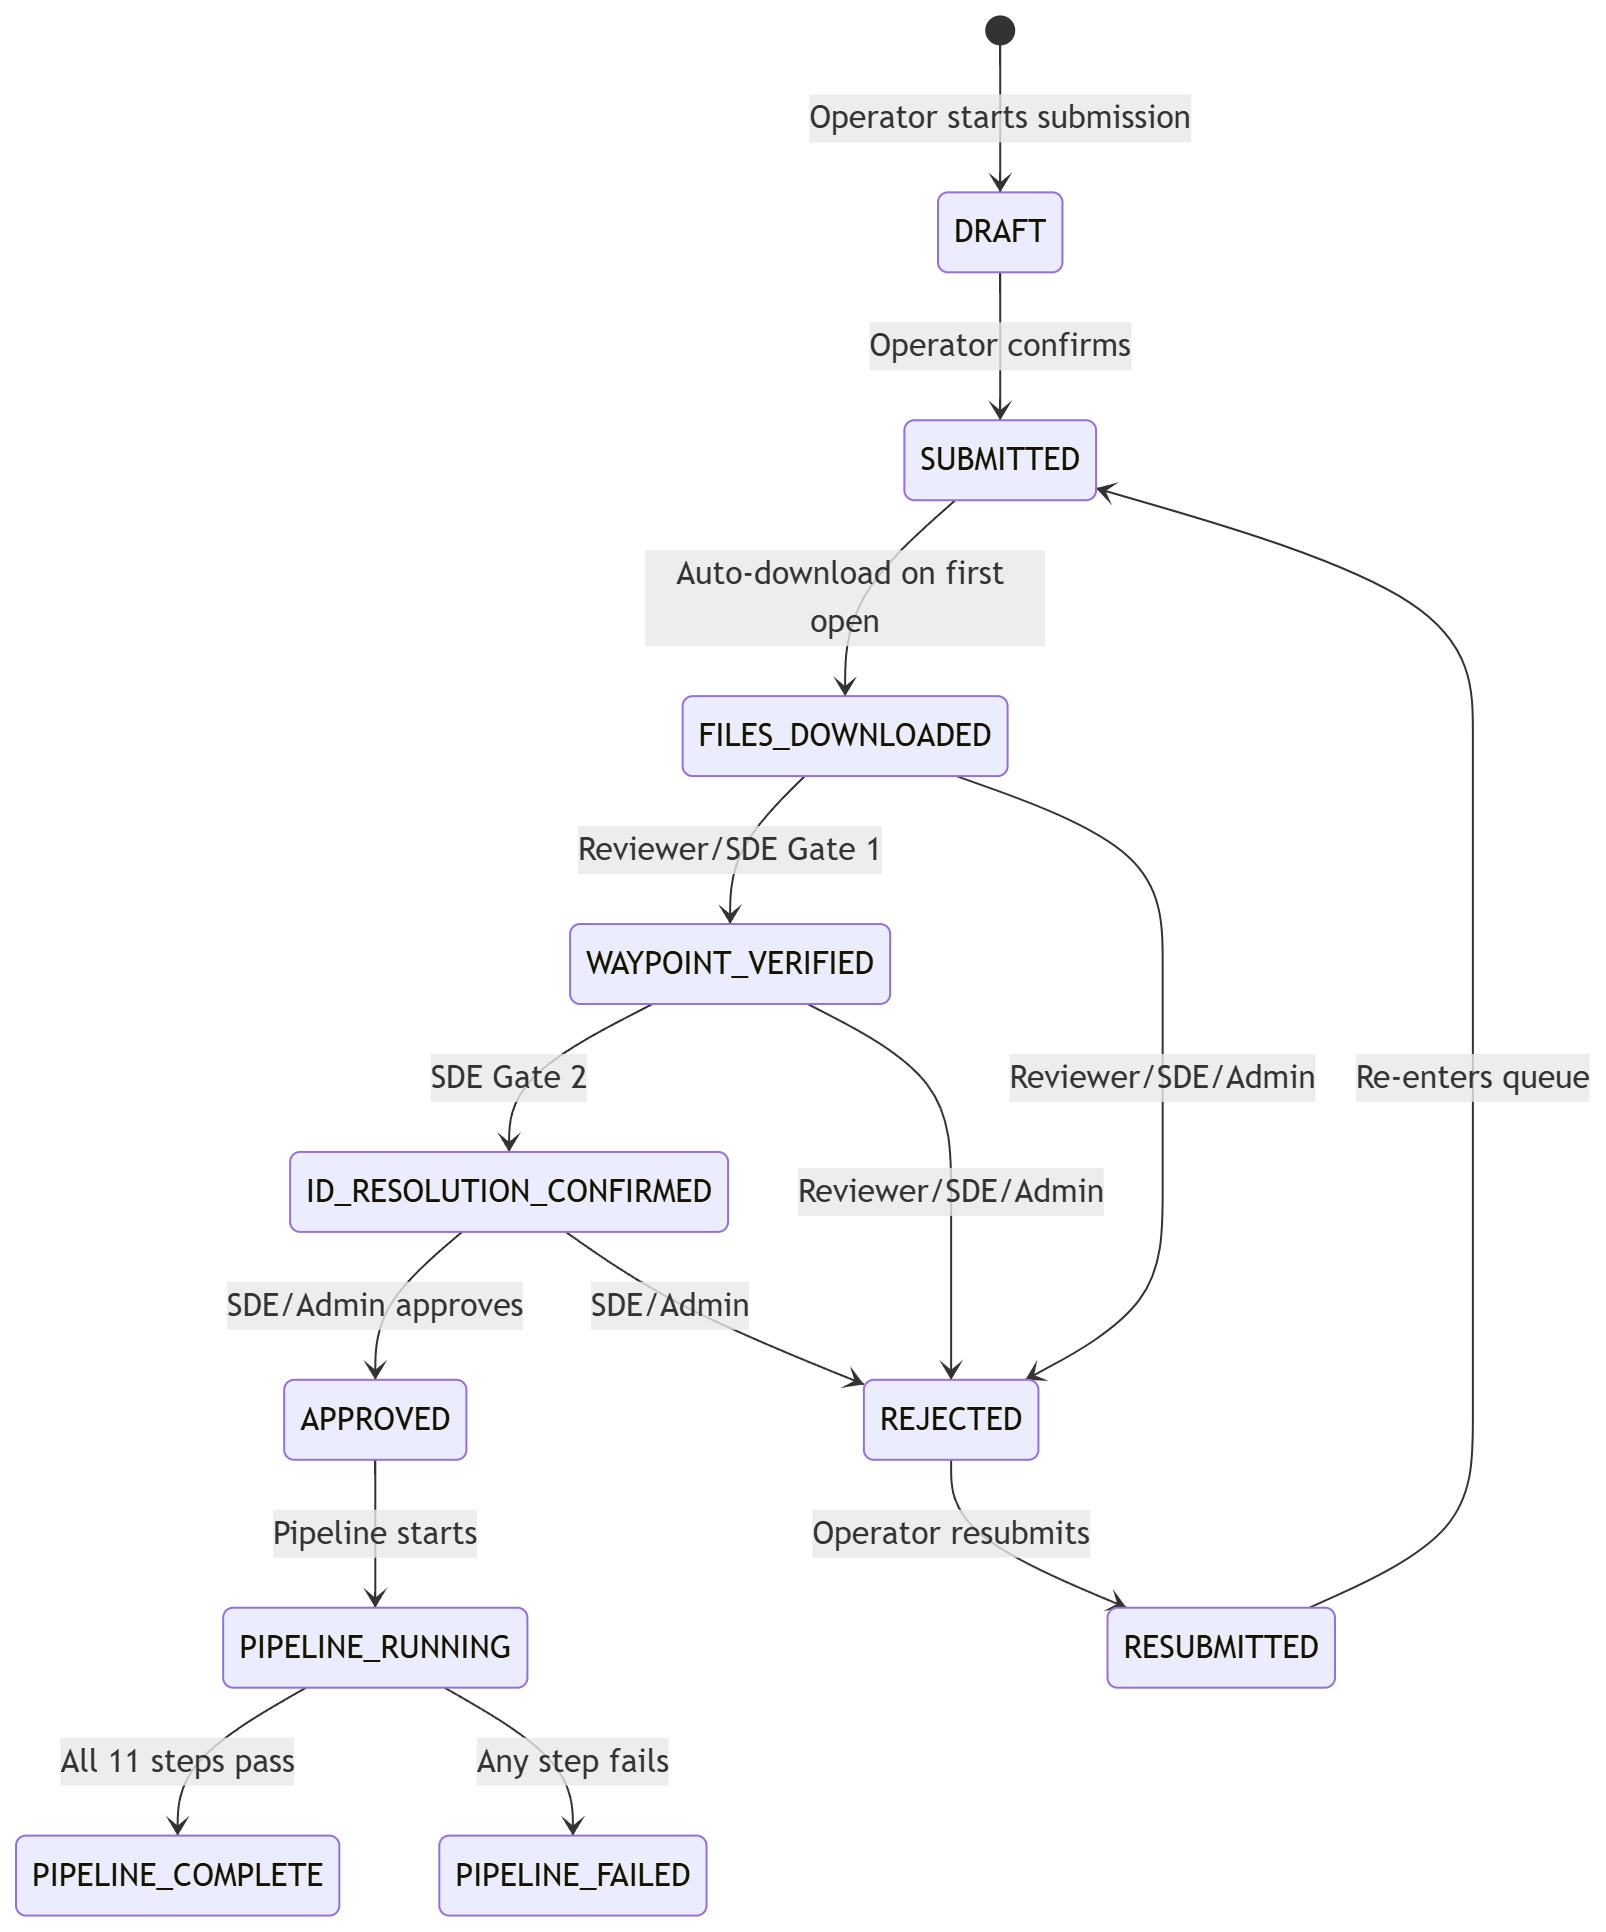 Operator starts submission
DRAFT
Operator confirms
SUBMITTED
Auto-download on first
open
FILES_DOWNLOADED
Reviewer/SDE Gate 1
WAYPOINT_VERIFIED
SDE Gate 2
Reviewer/SDE/Admin
Re-enters queue
ID_RESOLUTION_CONFIRMED
Reviewer/SDE/Admin
SDE/Admin approves
SDE/Admin
APPROVED
REJECTED
Pipeline starts
Operator resubmits
PIPELINE_RUNNING
RESUBMITTED
All 11 steps pass
Any step fails
PIPELINE_COMPLETE
PIPELINE_FAILED